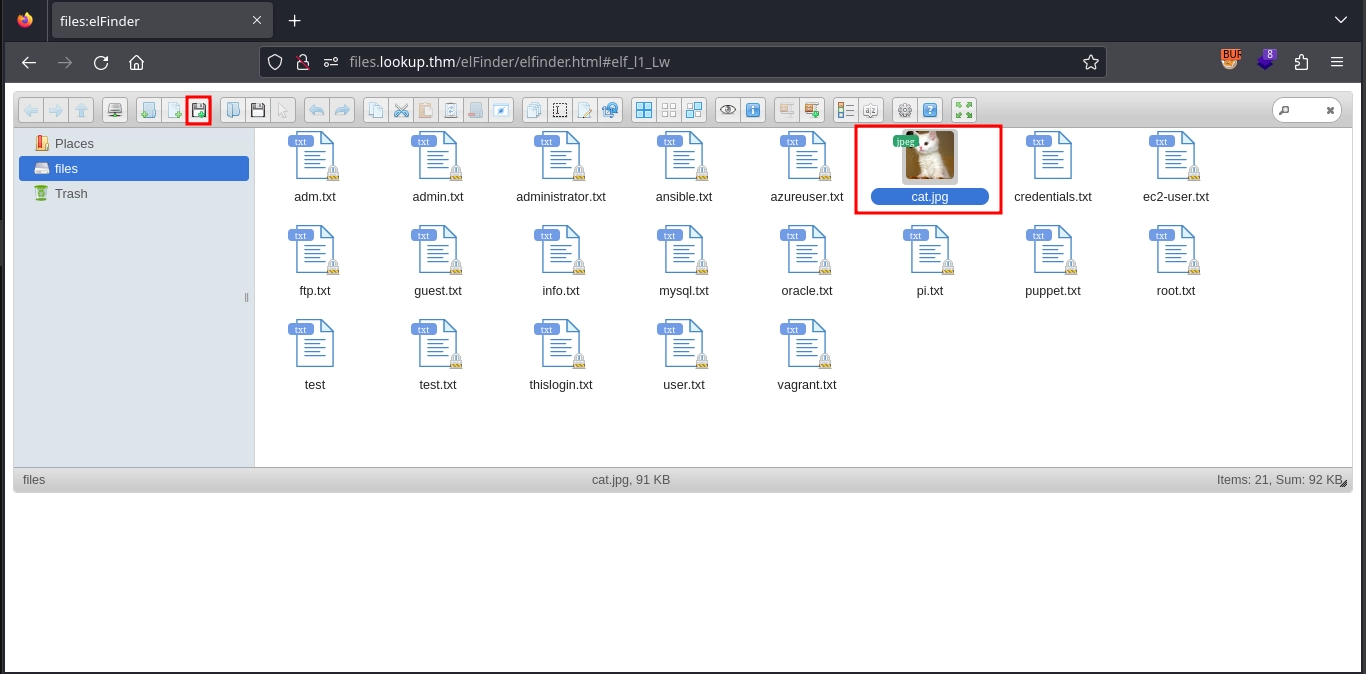 files:elFinder
BUR
8
files.lookup.thm/elFinder/elfinder.html#elf_l1_Lw
Places
files
Trash
txt txt txt txt txt jpeg txt txt
adm.txt admin.txt administrator.txt ansible.txt azureuser.txt cat.jpg credentials.txt ec2-user.txt
txt txt txt txt txt txt txt txt
ftp.txt guest.txt info.txt mysql.txt oracle.txt pi.txt puppet.txt root.txt
txt txt txt txt txt
test test.txt thislogin.txt user.txt vagrant.txt
files cat.jpg, 91 KB Items: 21, Sum: 92 KB